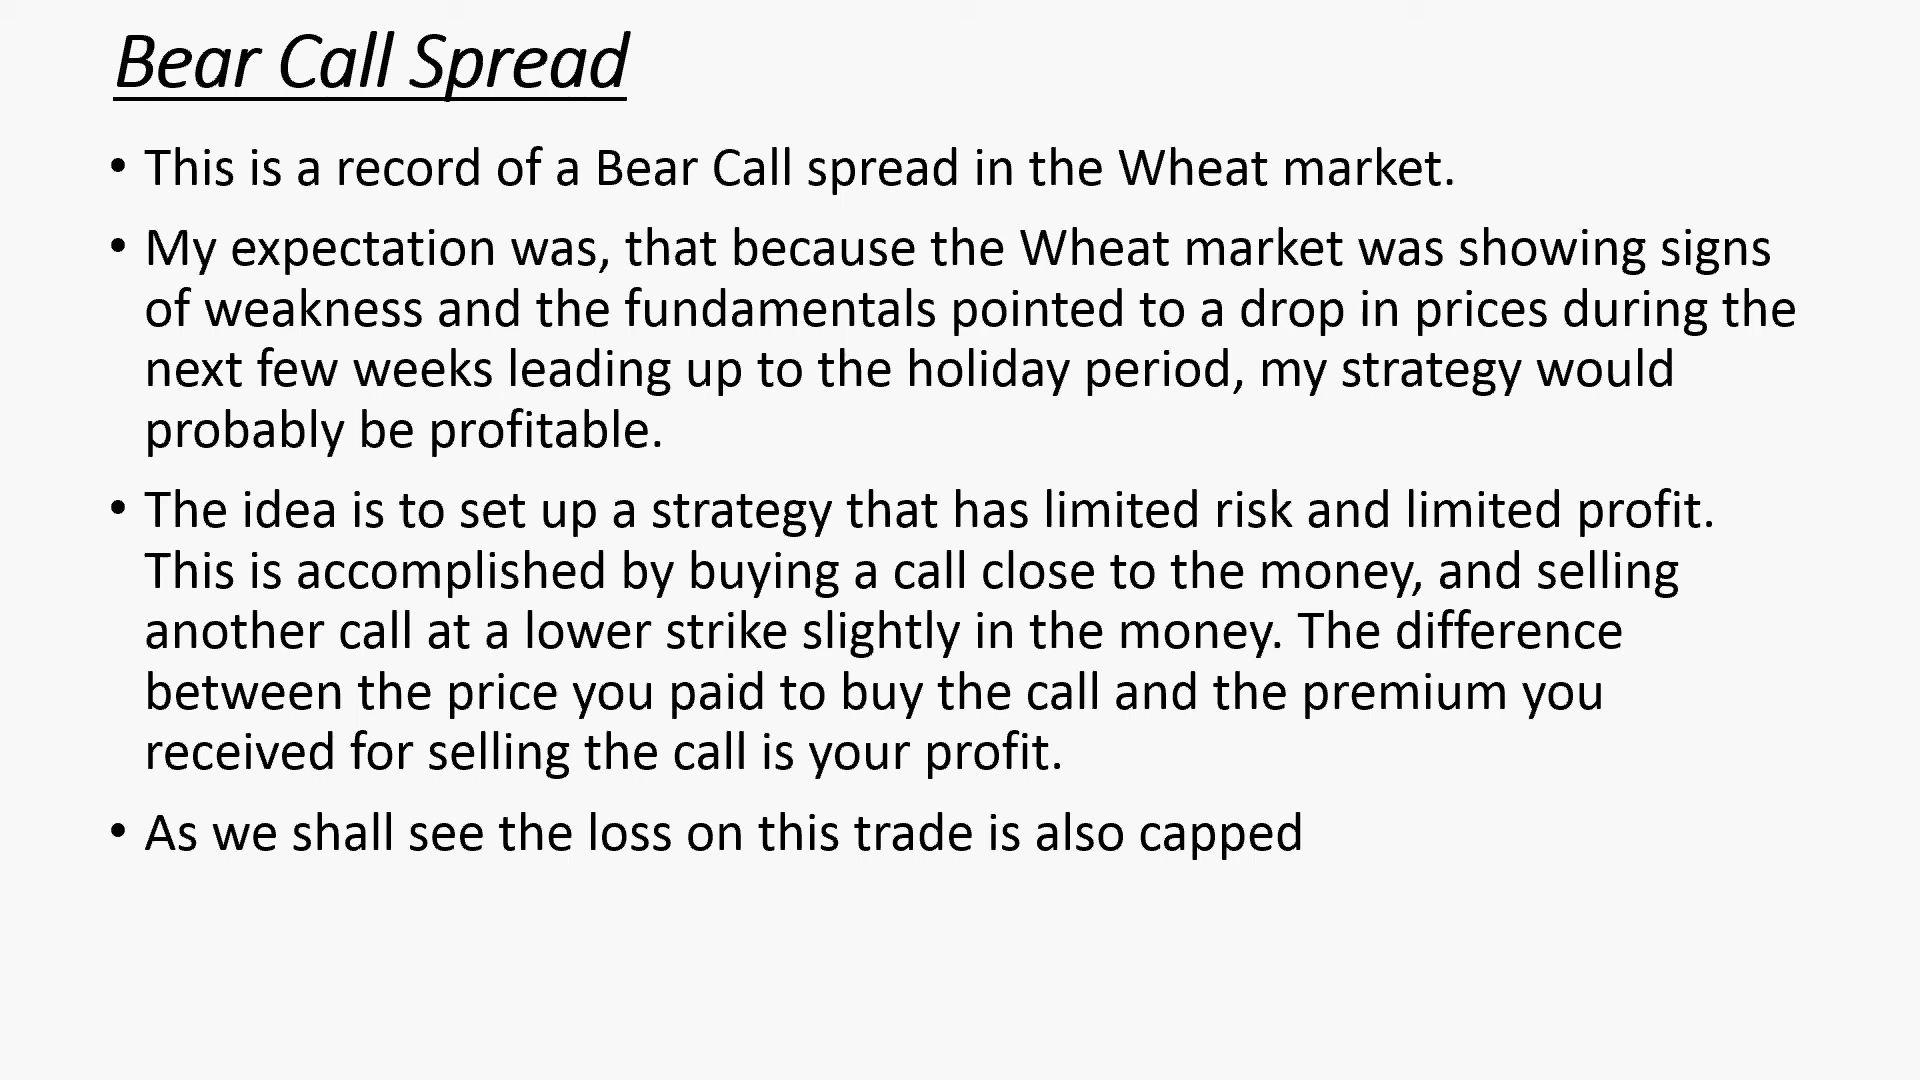 Bear Call Spread
• This is a record of a Bear Call spread in the Wheat market.
• My expectation was, that because the Wheat market was showing signs
of weakness and the fundamentals pointed to a drop in prices during the
next few weeks leading up to the holiday period, my strategy would
probably be profitable.
• The idea is to set up a strategy that has limited risk and limited profit.
This is accomplished by buying a call close to the money, and selling
another call at a lower strike slightly in the money. The difference
between the price you paid to buy the call and the premium you
received for selling the call is your profit.
• As we shall see the loss on this trade is also capped